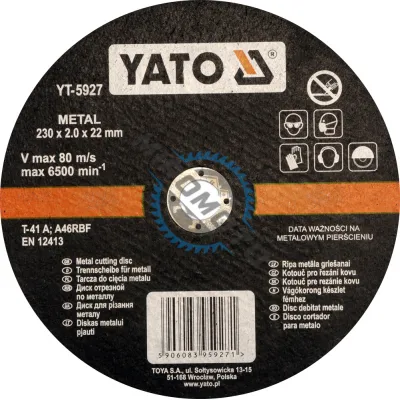 YATO ®
YT-5927
METAL
230 x 2.0 x 22 mm
V max 80 m/s
max 6500 min⁻¹
T-41 A; A46RBF
EN 12413
DATA WAŻNOŚCI NA
METALOWYM PIERŚCIENIU
Metal cutting disc
Trennscheibe für metall
Tarcza do cięcia metalu
Диск отрезной
по металлу
Диск для різання
металу
Diskas metalui
pjauti
Ripa metāla griešanai
Kotouč pro řezání kovu
Kotouč pre rezanie kovu
Vágókorong készlet
fémhez
Disc debitat metale
Disco cortador
para metalo
5906083959271>
TOYA S.A., ul. Sołtysowicka 13-15
51-168 Wrocław, Polska
www.yato.pl